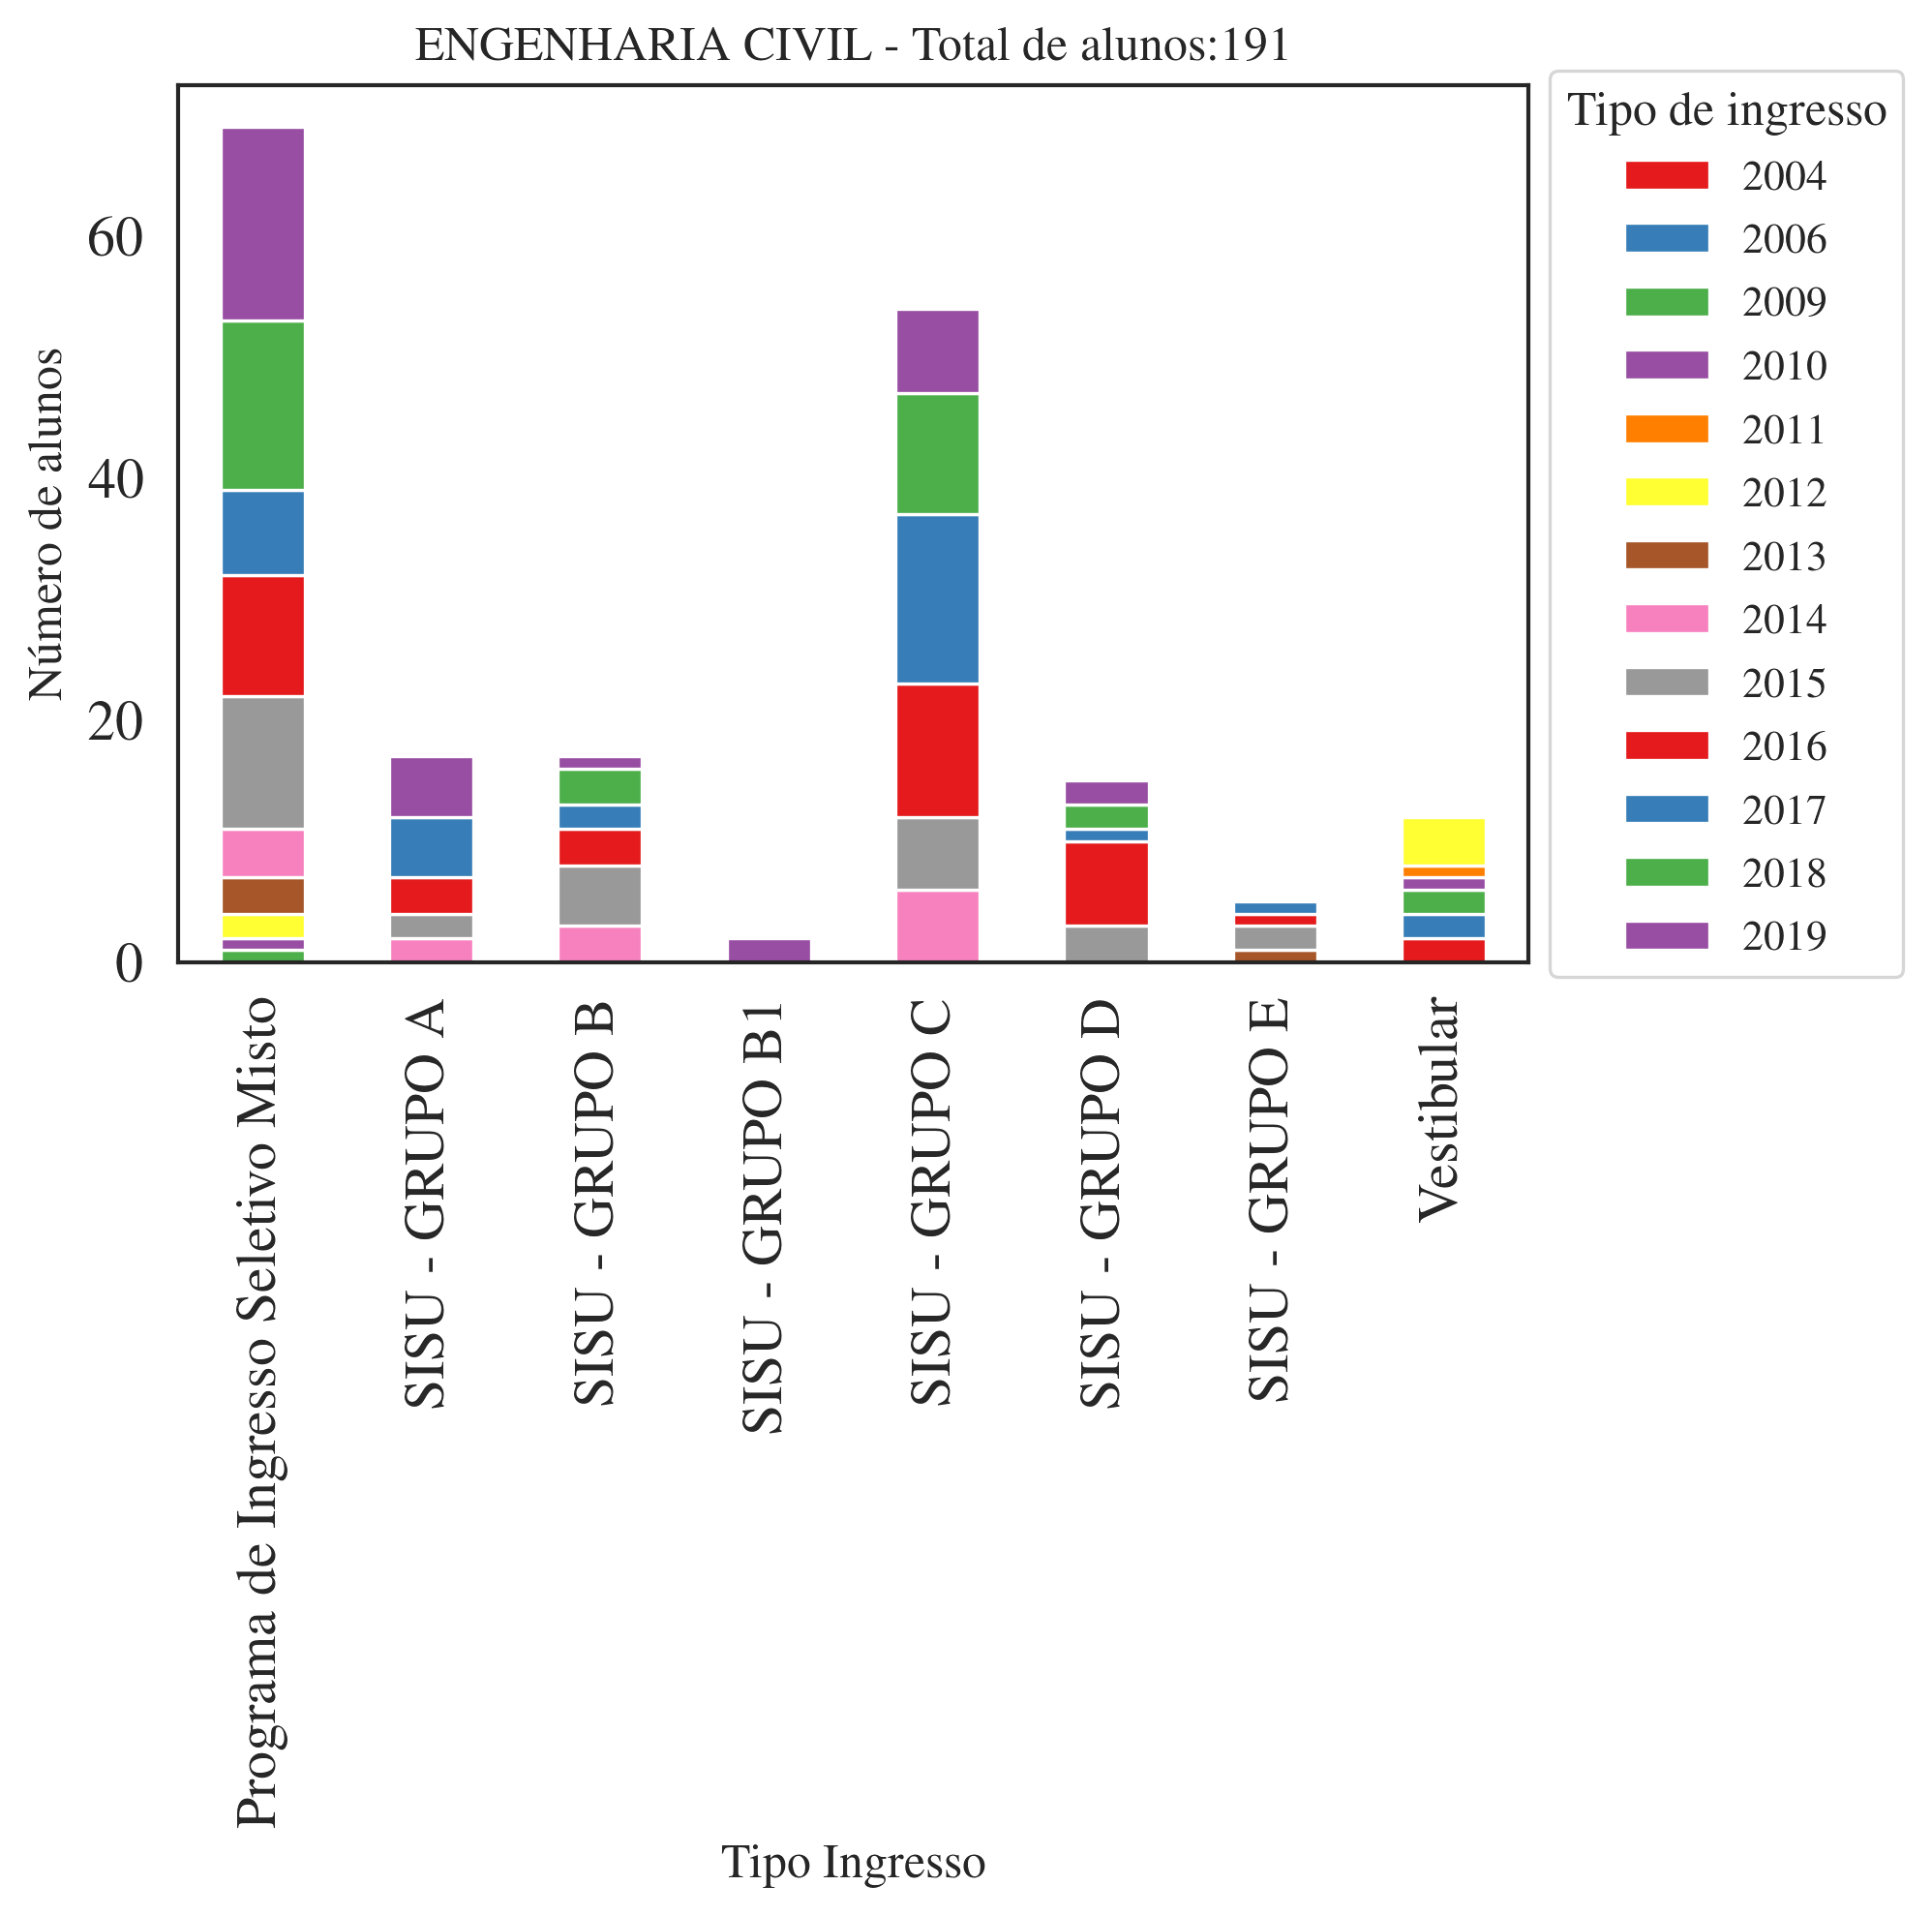 ENGENHARIA CIVIL - Total de alunos:191
Número de alunos
60
40
20
0
Programa de Ingresso Seletivo Misto
SISU - GRUPO A
SISU - GRUPO B
SISU - GRUPO B1
SISU - GRUPO C
SISU - GRUPO D
SISU - GRUPO E
Vestibular
Tipo Ingresso
Tipo de ingresso
2004
2006
2009
2010
2011
2012
2013
2014
2015
2016
2017
2018
2019